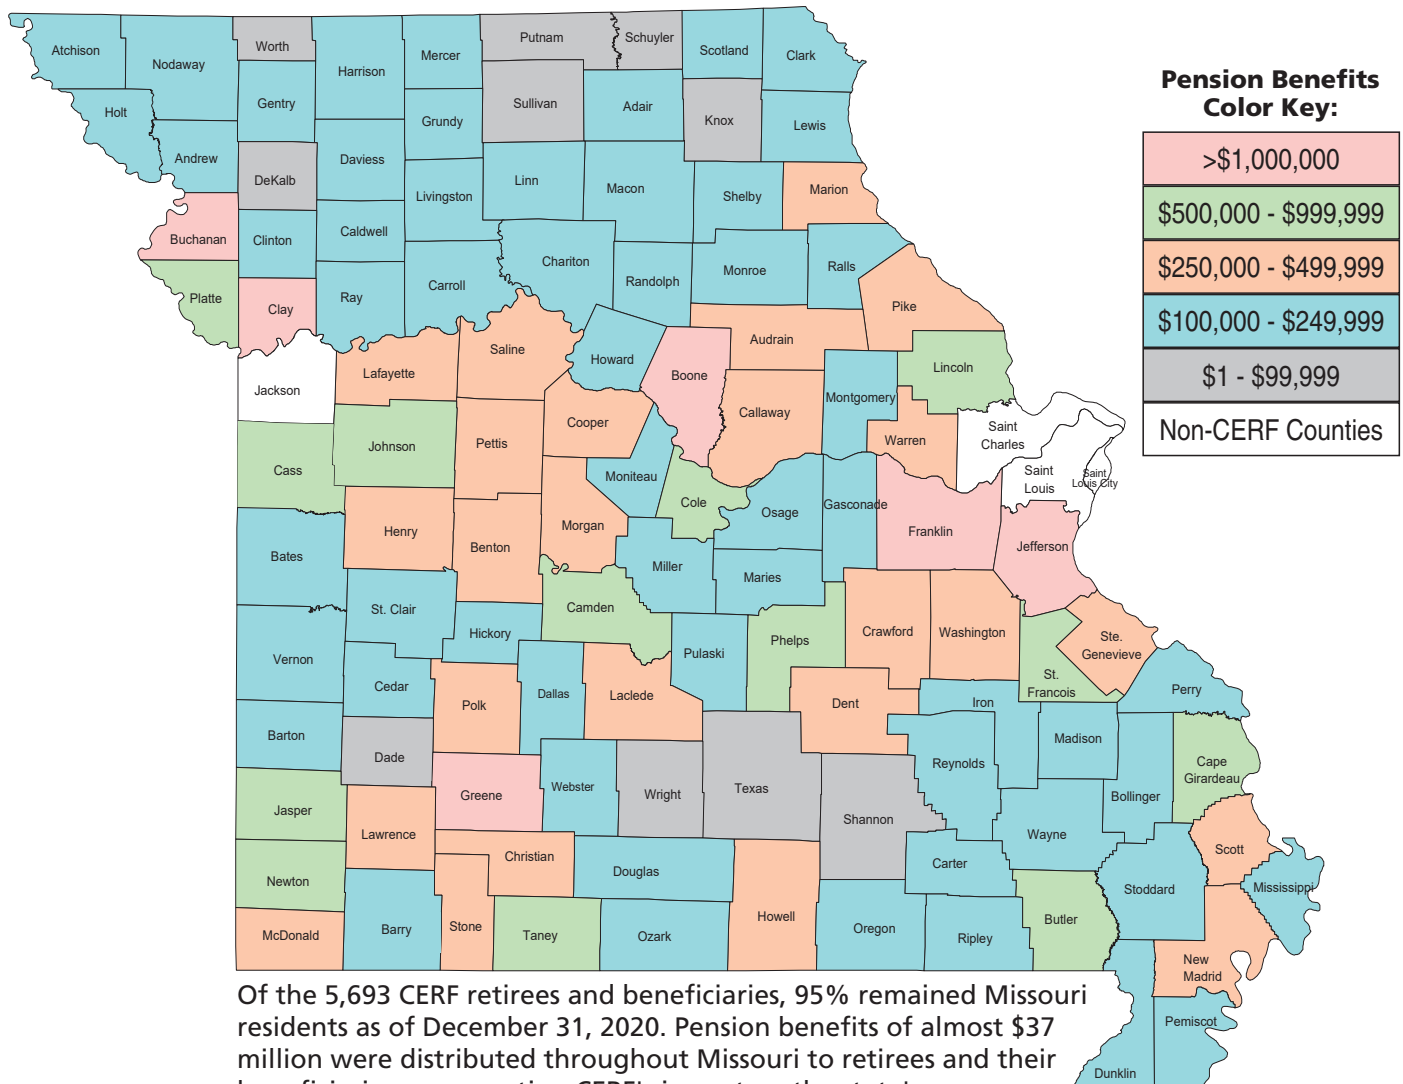 Atchison
Nodaway
Worth
Harrison
Mercer
Putnam
Schuyler
Scotland
Clark
Holt
Gentry
Grundy
Sullivan
Adair
Knox
Lewis
Andrew
DeKalb
Daviess
Livingston
Linn
Macon
Shelby
Marion
Buchanan
Clinton
Caldwell
Chariton
Randolph
Monroe
Ralls
Platte
Clay
Ray
Carroll
Pike
Saline
Howard
Audrain
Lafayette
Boone
Lincoln
Jackson
Montgomery
Callaway
Cooper
Warren
Saint
Charles
Johnson
Pettis
Cass
Moniteau
Saint
Louis
Saint
Louis City
Cole
Osage
Gasconade
Franklin
Jefferson
Henry
Morgan
Benton
Bates
Miller
Maries
St. Clair
Camden
Hickory
Phelps
Crawford
Washington
Ste.
Genevieve
Vernon
Pulaski
St.
Francois
Perry
Cedar
Polk
Dallas
Laclede
Dent
Iron
Barton
Dade
Madison
Reynolds
Cape
Girardeau
Greene
Webster
Wright
Texas
Bollinger
Jasper
Shannon
Lawrence
Wayne
Christian
Scott
Newton
Douglas
Carter
Stoddard
Mississippi
McDonald
Barry
Stone
Taney
Ozark
Howell
Oregon
Ripley
Butler
New
Madrid
Pemiscot
Dunklin
Pension Benefits
Color Key:
>$1,000,000
$500,000 - $999,999
$250,000 - $499,999
$100,000 - $249,999
$1 - $99,999
Non-CERF Counties
Of the 5,693 CERF retirees and beneficiaries, 95% remained Missouri
residents as of December 31, 2020. Pension benefits of almost $37
million were distributed throughout Missouri to retirees and their